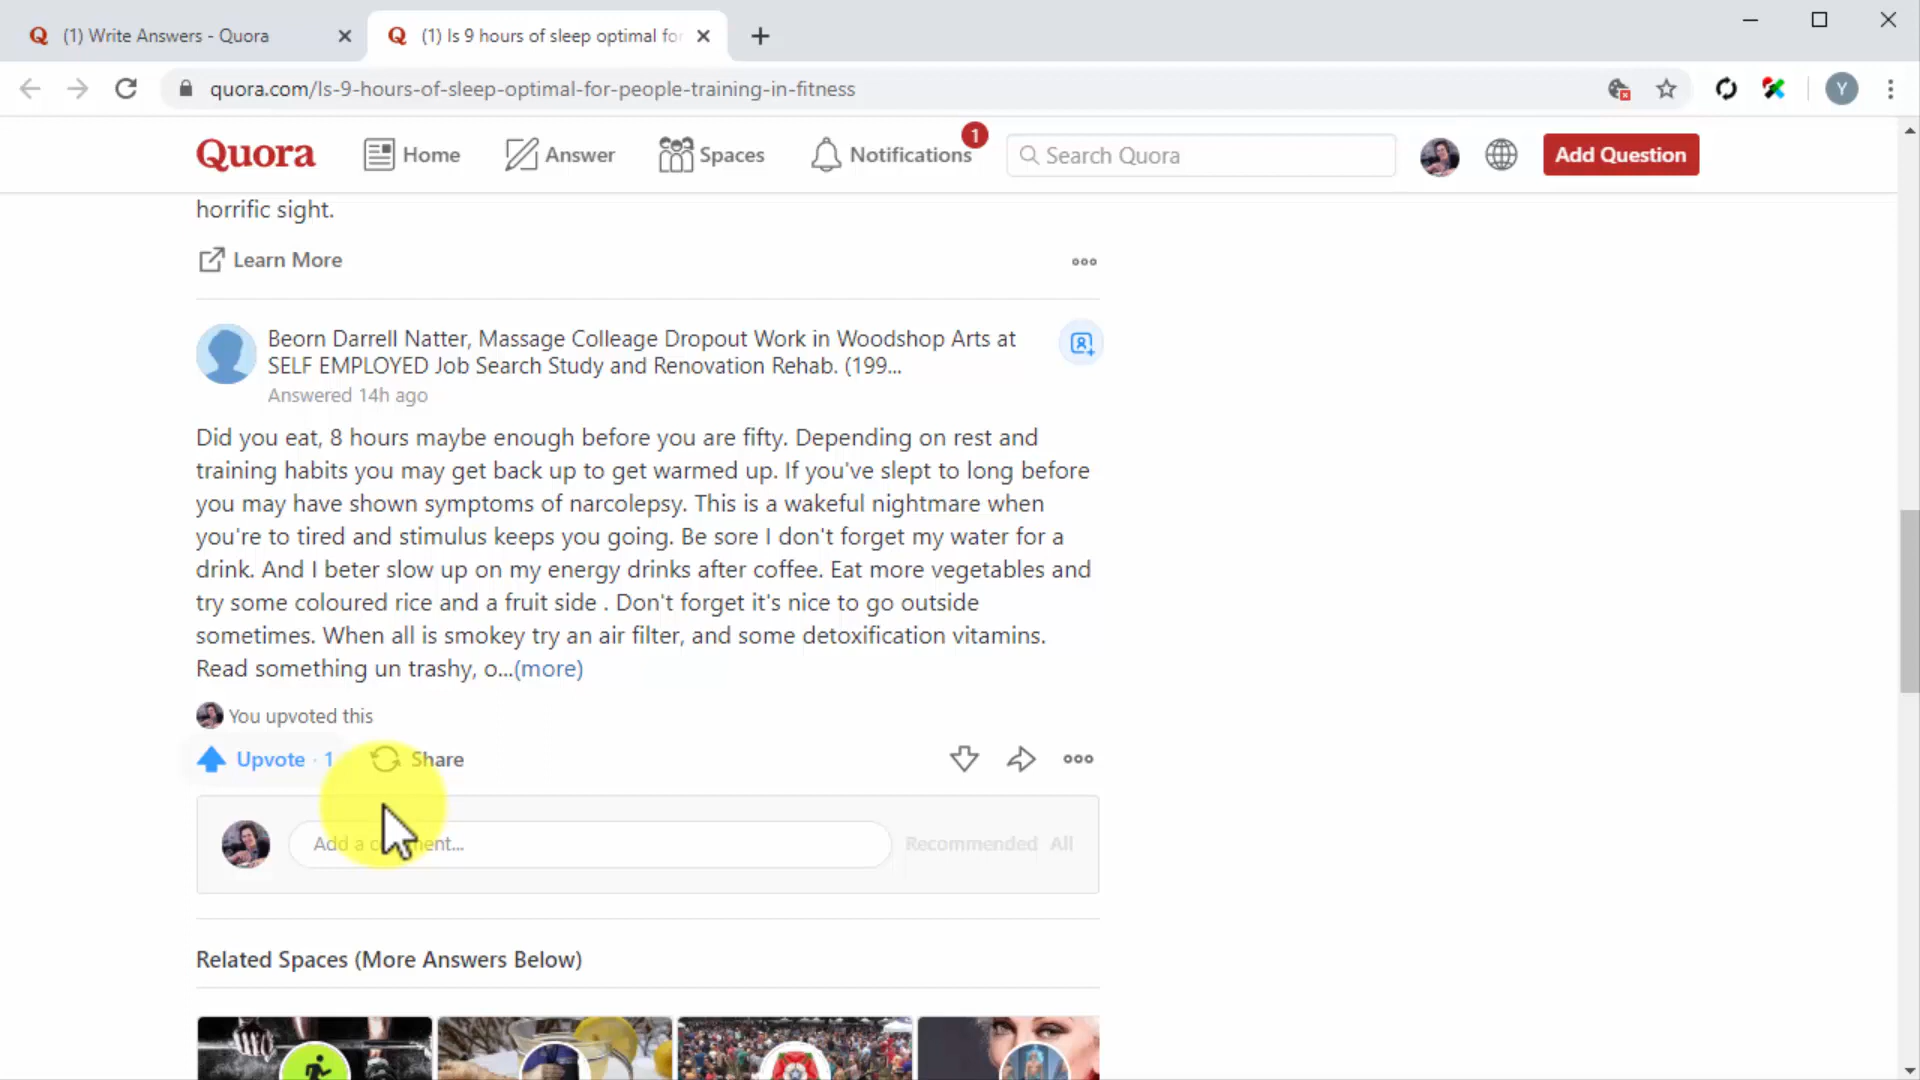 (1) Write Answers - Quora
(1) Is 9 hours of sleep optimal for
quora.com/Is-9-hours-of-sleep-optimal-for-people-training-in-fitness
Y
Quora
Home
Answer
Spaces
Notifications
1
Search Quora
Add Question
horrific sight.
Learn More
Beorn Darrell Natter, Massage Colleage Dropout Work in Woodshop Arts at
SELF EMPLOYED Job Search Study and Renovation Rehab. (199...
Answered 14h ago
Did you eat, 8 hours maybe enough before you are fifty. Depending on rest and
training habits you may get back up to get warmed up. If you've slept to long before
you may have shown symptoms of narcolepsy. This is a wakeful nightmare when
you're to tired and stimulus keeps you going. Be sore I don't forget my water for a
drink. And I beter slow up on my energy drinks after coffee. Eat more vegetables and
try some coloured rice and a fruit side . Don't forget it's nice to go outside
sometimes. When all is smokey try an air filter, and some detoxification vitamins.
Read something un trashy, o...(more)
You upvoted this
Upvote · 1
Share
Add a comment...
Recommended All
Related Spaces (More Answers Below)